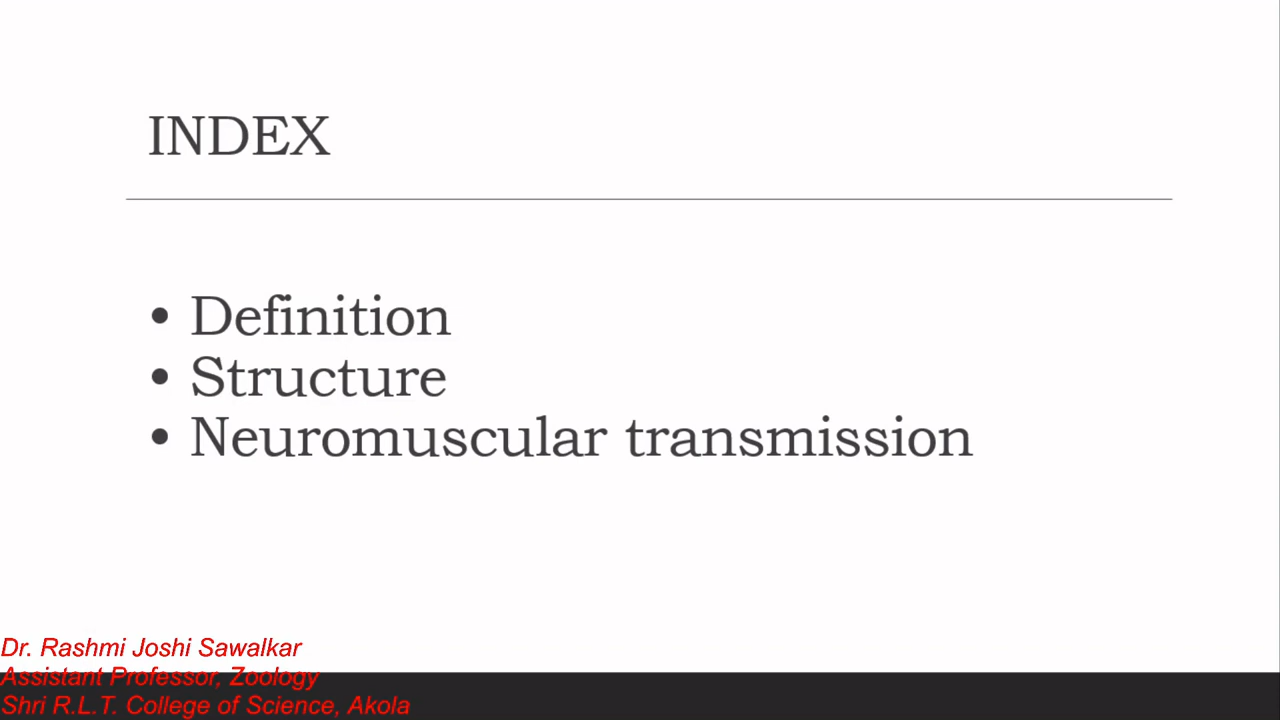 INDEX
• Definition
• Structure
• Neuromuscular transmission
Dr. Rashmi Joshi Sawalkar
Assistant Professor, Zoology
Shri R.L.T. College of Science, Akola